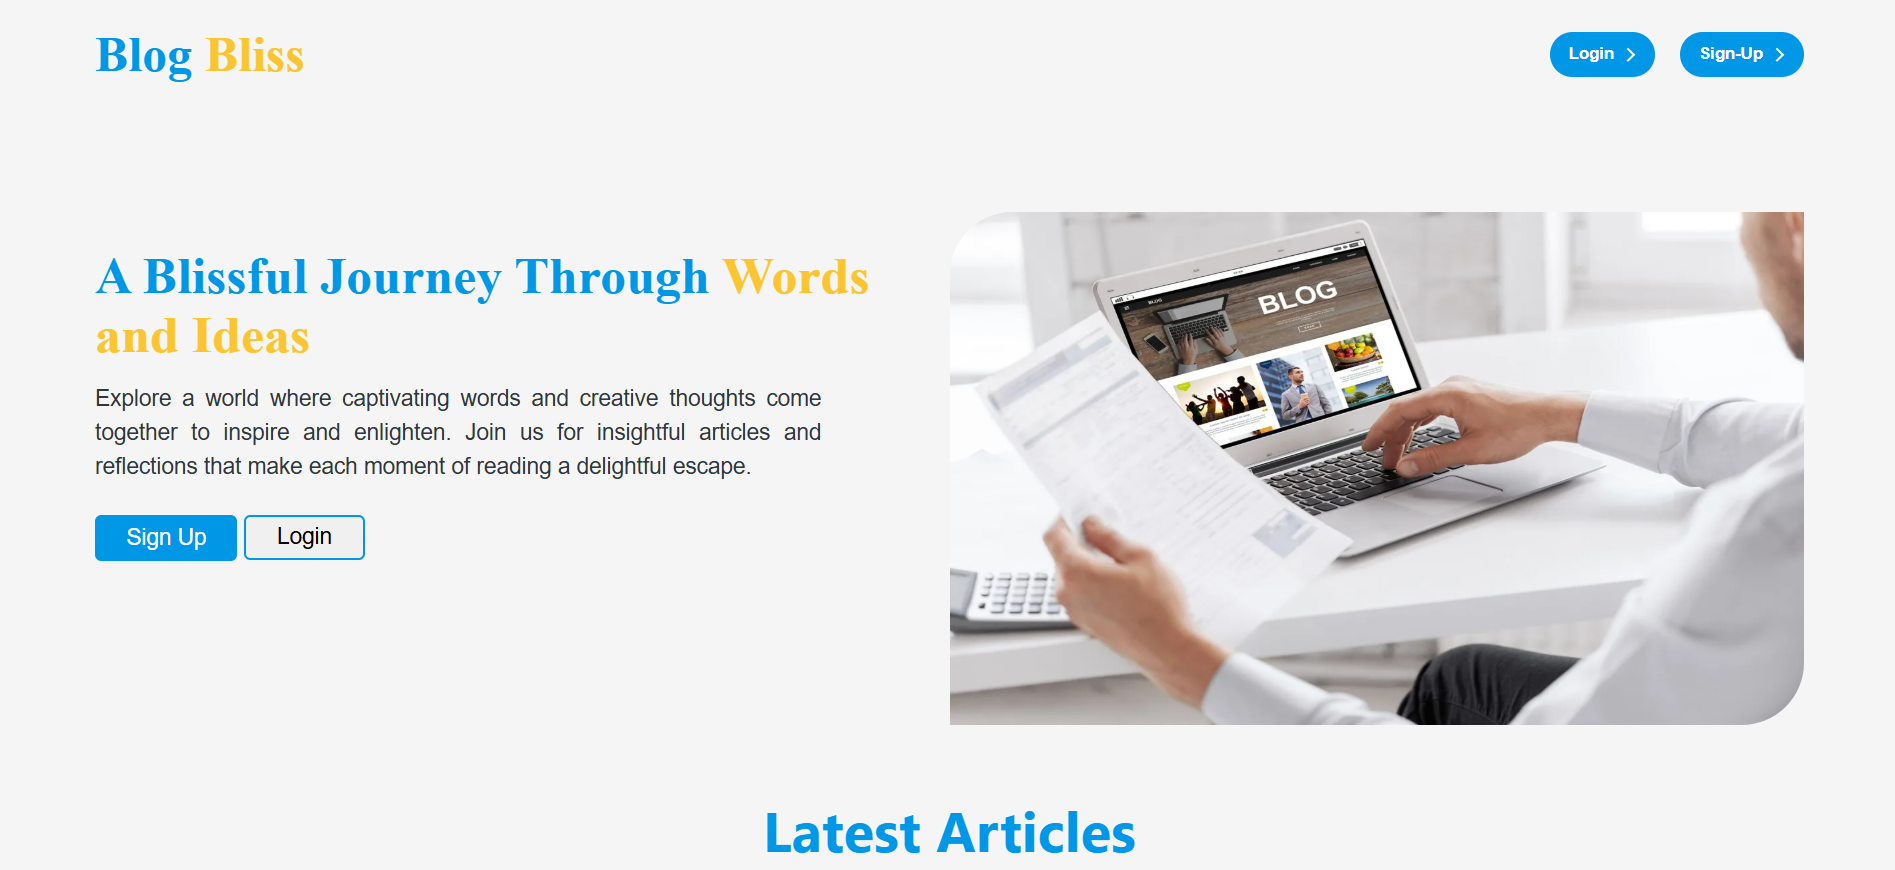 Blog Bliss
Login
Sign-Up
A Blissful Journey Through Words
and Ideas
Explore a world where captivating words and creative thoughts come
together to inspire and enlighten. Join us for insightful articles and
reflections that make each moment of reading a delightful escape.
Sign Up
Login
BLOG
BLOG
Latest Articles